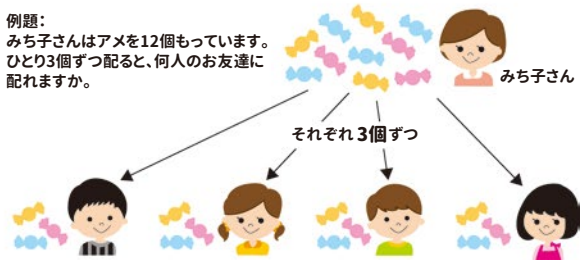 例題：
みち子さんはアメを12個もっています。
ひとり3個ずつ配ると、何人のお友達に
配れますか。
みち子さん
それぞれ3個ずつ